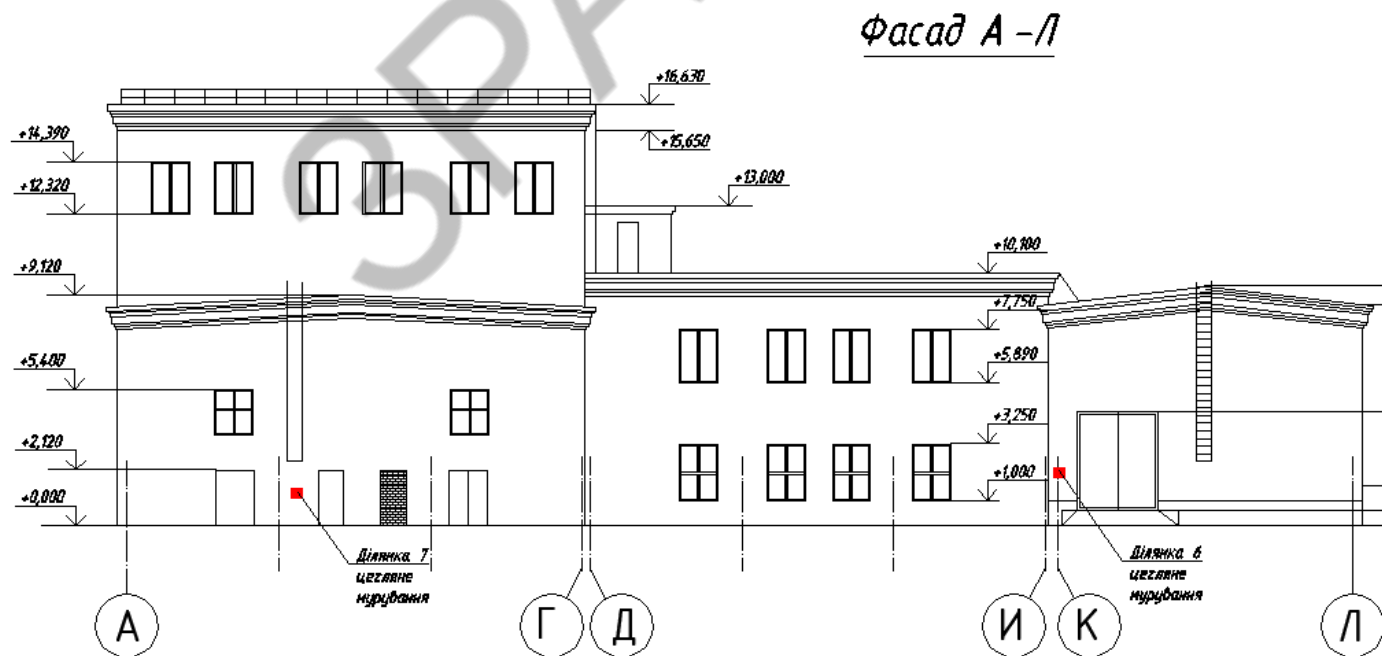 Фасад А-Л
+16,630
+14,390
+15,650
+12,320
+13,000
+10,100
+9,120
+7,750
+5,400
+5,890
+3,250
+2,120
+1,000
+0,000
Ділянка 7
цегляне
мурування
Ділянка 6
цегляне
мурування
А
Г
Д
И
К
Л